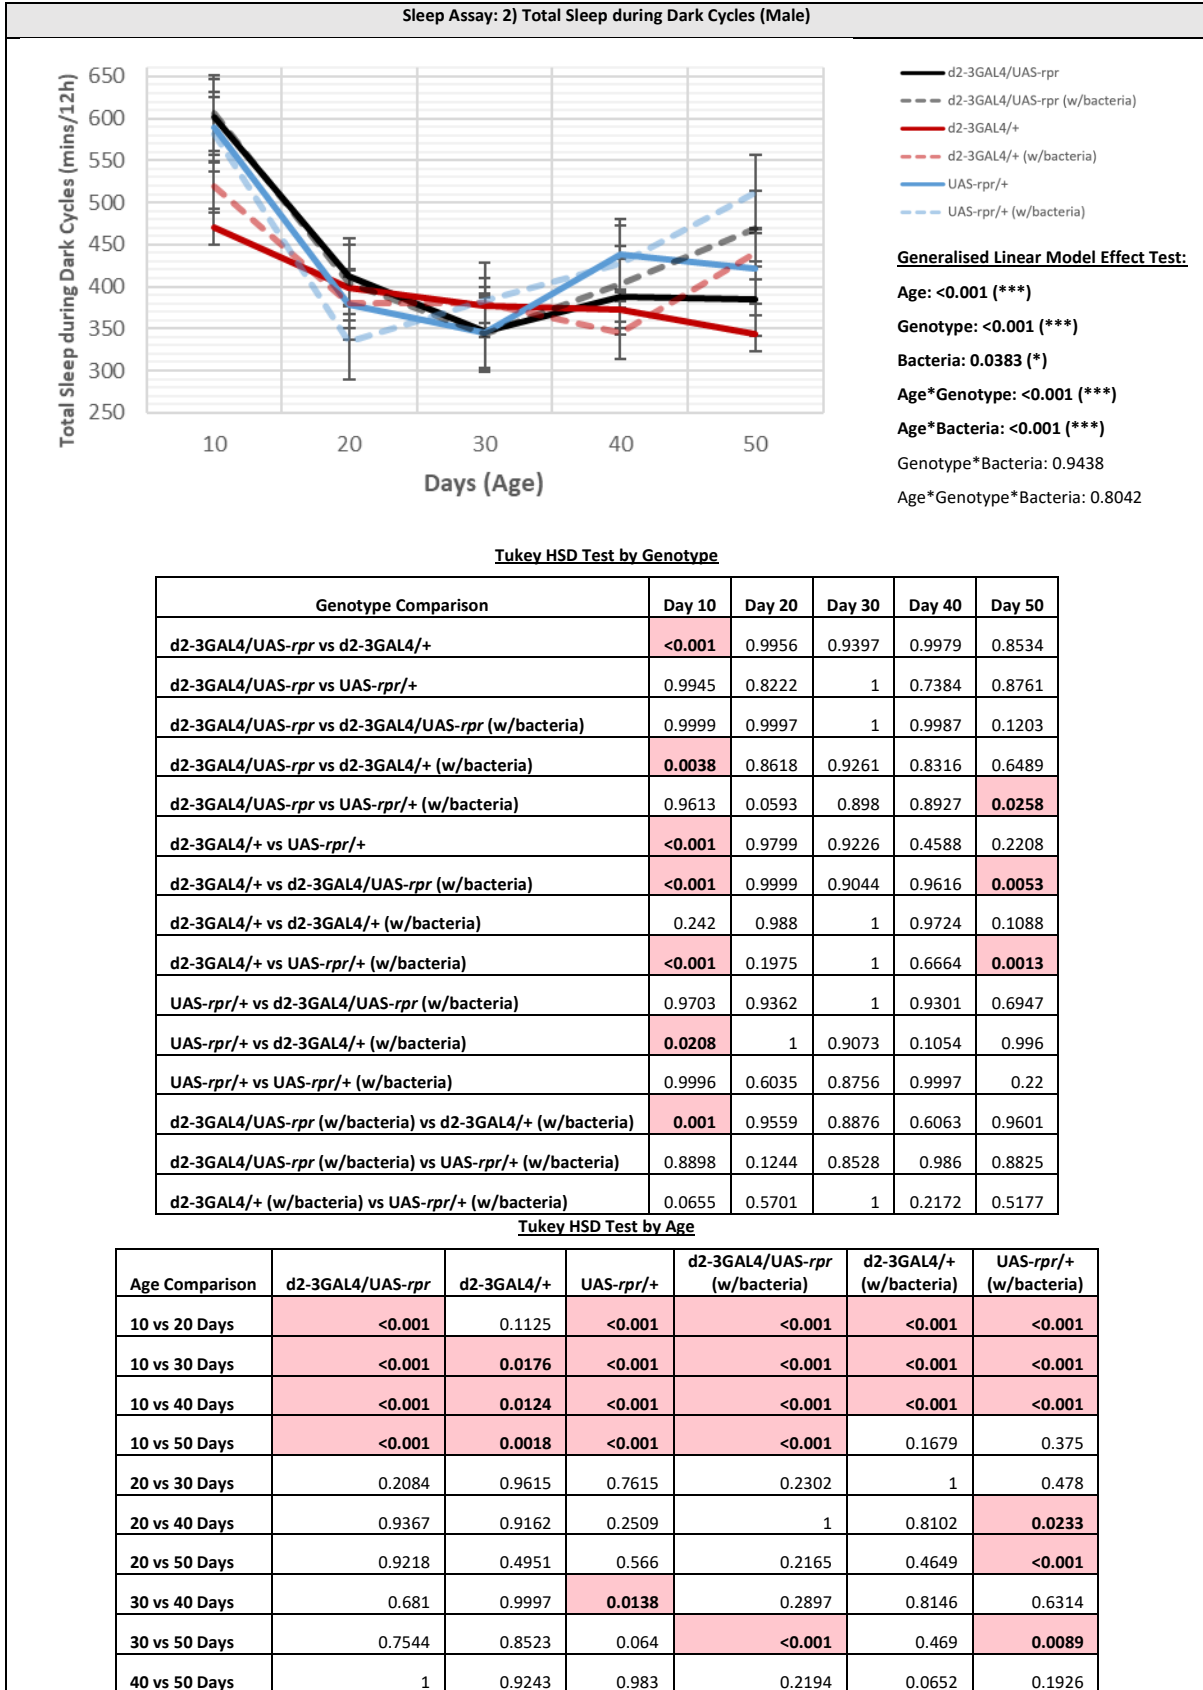 Sleep Assay: 2) Total Sleep during Dark Cycles (Male)
Total Sleep during Dark Cycles (mins/12h)
650
600
550
500
450
400
350
300
250
10 20 30 40 50
Days (Age)
d2-3GAL4/UAS-rpr
d2-3GAL4/UAS-rpr (w/bacteria)
d2-3GAL4/+
d2-3GAL4/+ (w/bacteria)
UAS-rpr/+
UAS-rpr/+ (w/bacteria)
Generalised Linear Model Effect Test:
Age: <0.001 (***)
Genotype: <0.001 (***)
Bacteria: 0.0383 (*)
Age*Genotype: <0.001 (***)
Age*Bacteria: <0.001 (***)
Genotype*Bacteria: 0.9438
Age*Genotype*Bacteria: 0.8042
Tukey HSD Test by Genotype
Genotype Comparison Day 10 Day 20 Day 30 Day 40 Day 50
d2-3GAL4/UAS-rpr vs d2-3GAL4/+ <0.001 0.9956 0.9397 0.9979 0.8534
d2-3GAL4/UAS-rpr vs UAS-rpr/+ 0.9945 0.8222 1 0.7384 0.8761
d2-3GAL4/UAS-rpr vs d2-3GAL4/UAS-rpr (w/bacteria) 0.9999 0.9997 1 0.9987 0.1203
d2-3GAL4/UAS-rpr vs d2-3GAL4/+ (w/bacteria) 0.0038 0.8618 0.9261 0.8316 0.6489
d2-3GAL4/UAS-rpr vs UAS-rpr/+ (w/bacteria) 0.9613 0.0593 0.898 0.8927 0.0258
d2-3GAL4/+ vs UAS-rpr/+ <0.001 0.9799 0.9226 0.4588 0.2208
d2-3GAL4/+ vs d2-3GAL4/UAS-rpr (w/bacteria) <0.001 0.9999 0.9044 0.9616 0.0053
d2-3GAL4/+ vs d2-3GAL4/+ (w/bacteria) 0.242 0.988 1 0.9724 0.1088
d2-3GAL4/+ vs UAS-rpr/+ (w/bacteria) <0.001 0.1975 1 0.6664 0.0013
UAS-rpr/+ vs d2-3GAL4/UAS-rpr (w/bacteria) 0.9703 0.9362 1 0.9301 0.6947
UAS-rpr/+ vs d2-3GAL4/+ (w/bacteria) 0.0208 1 0.9073 0.1054 0.996
UAS-rpr/+ vs UAS-rpr/+ (w/bacteria) 0.9996 0.6035 0.8756 0.9997 0.22
d2-3GAL4/UAS-rpr (w/bacteria) vs d2-3GAL4/+ (w/bacteria) 0.001 0.9559 0.8876 0.6063 0.9601
d2-3GAL4/UAS-rpr (w/bacteria) vs UAS-rpr/+ (w/bacteria) 0.8898 0.1244 0.8528 0.986 0.8825
d2-3GAL4/+ (w/bacteria) vs UAS-rpr/+ (w/bacteria) 0.0655 0.5701 1 0.2172 0.5177
Tukey HSD Test by Age
Age Comparison d2-3GAL4/UAS-rpr d2-3GAL4/+ UAS-rpr/+ d2-3GAL4/UAS-rpr (w/bacteria) d2-3GAL4/+ (w/bacteria) UAS-rpr/+ (w/bacteria)
10 vs 20 Days <0.001 0.1125 <0.001 <0.001 <0.001 <0.001
10 vs 30 Days <0.001 0.0176 <0.001 <0.001 <0.001 <0.001
10 vs 40 Days <0.001 0.0124 <0.001 <0.001 <0.001 <0.001
10 vs 50 Days <0.001 0.0018 <0.001 <0.001 0.1679 0.375
20 vs 30 Days 0.2084 0.9615 0.7615 0.2302 1 0.478
20 vs 40 Days 0.9367 0.9162 0.2509 1 0.8102 0.0233
20 vs 50 Days 0.9218 0.4951 0.566 0.2165 0.4649 <0.001
30 vs 40 Days 0.681 0.9997 0.0138 0.2897 0.8146 0.6314
30 vs 50 Days 0.7544 0.8523 0.064 <0.001 0.469 0.0089
40 vs 50 Days 1 0.9243 0.983 0.2194 0.0652 0.1926